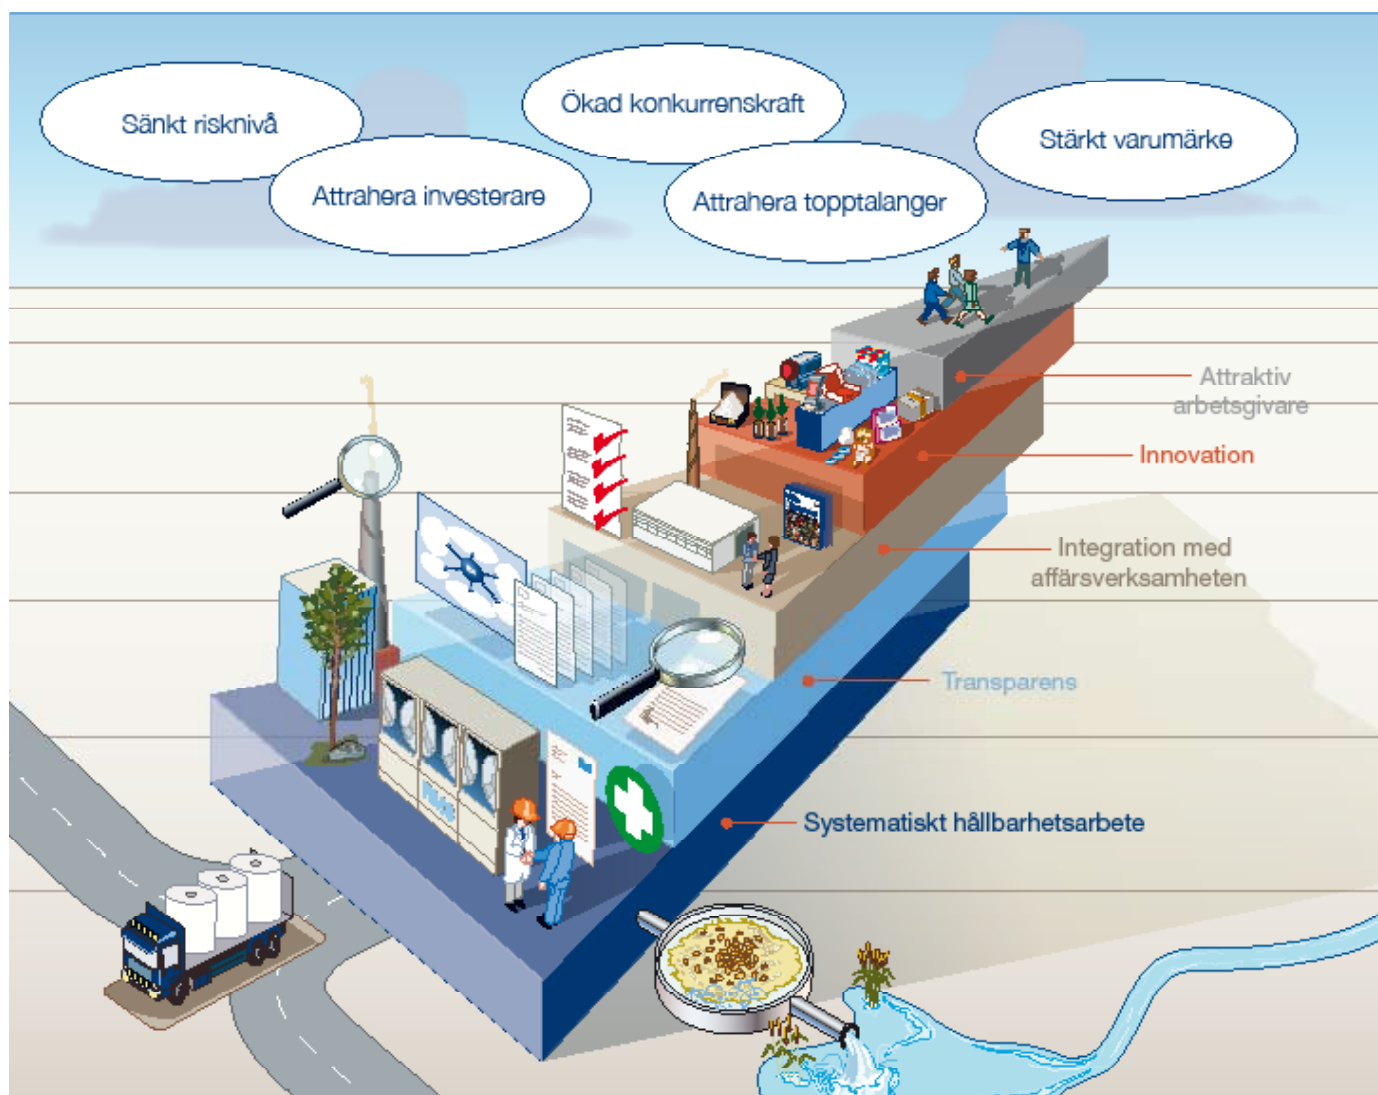 Sänkt risknivå
Ökad konkurrenskraft
Stärkt varumärke
Attrahera investerare
Attrahera topptalanger
Attraktiv
arbetsgivare
Innovation
Integration med
affärsverksamheten
Transparens
Systematiskt hållbarhetsarbete